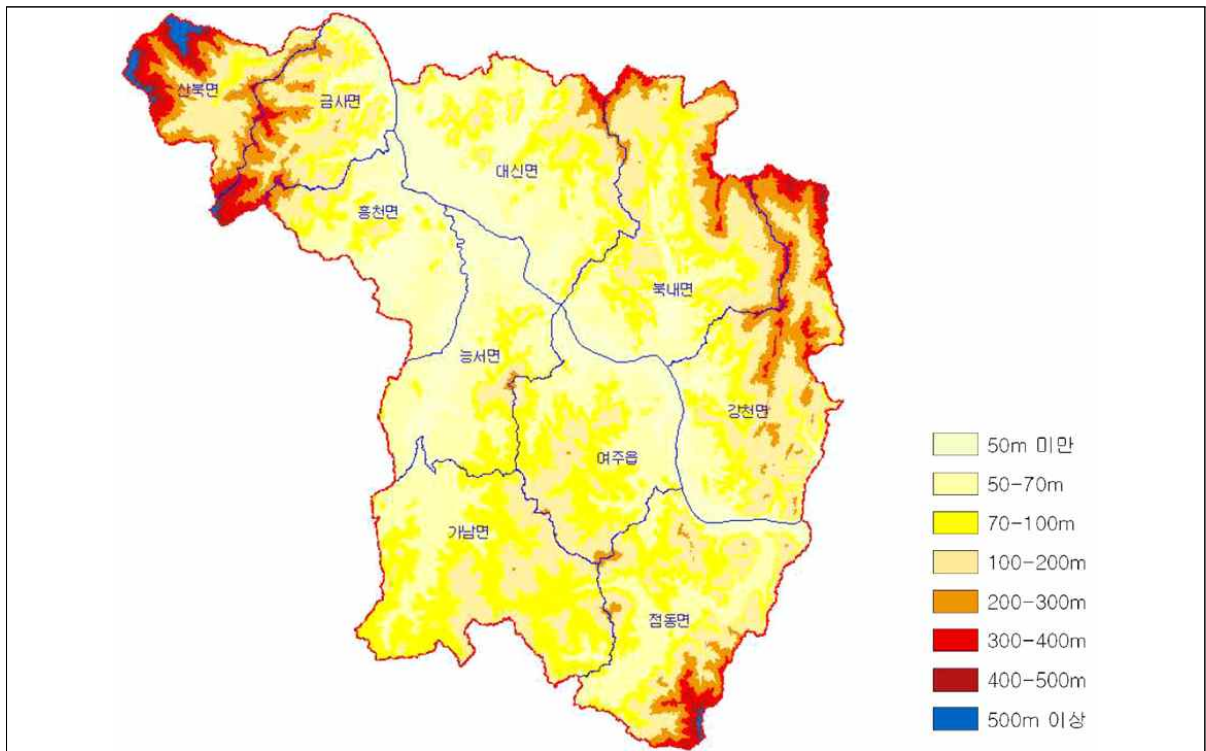 산북면
금사면
대신면
흥천면
북내면
능서면
강천면
여주읍
가남면
점동면
50m 미만
50-70m
70-100m
100-200m
200-300m
300-400m
400-500m
500m 이상